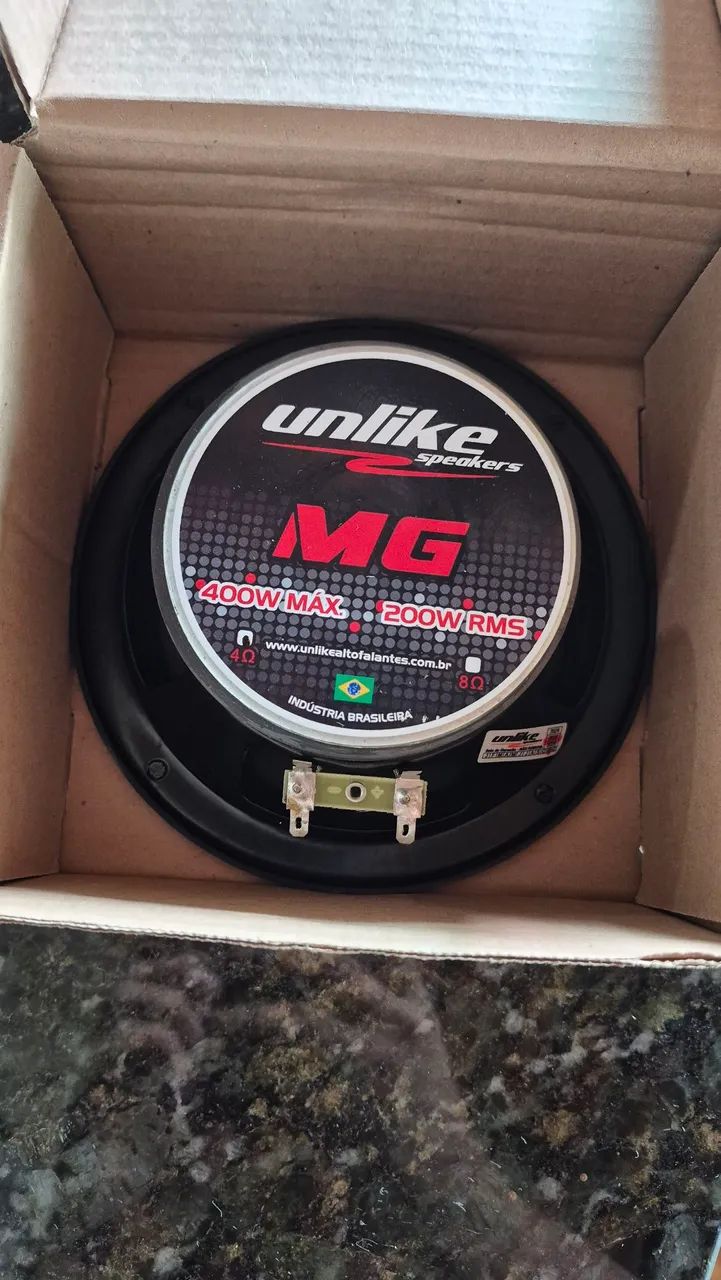 unlike
speakers
MG
400W MÁX. 200W RMS
4Ω www.unlikealtofalantes.com.br 8Ω
INDÚSTRIA BRASILEIRA
unlike
- +